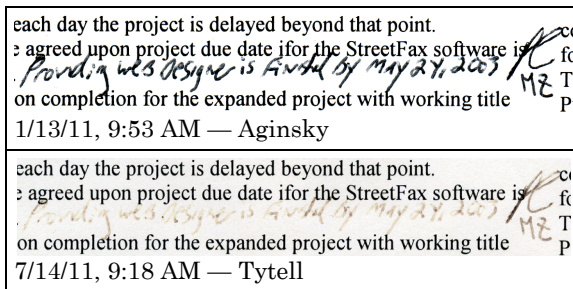 each day the project is delayed beyond that point.
e agreed upon project due date ifor the StreetFax software is
Providing web designer is finished by May 24, 2003 MZ
on completion for the expanded project with working title
1/13/11, 9:53 AM — Aginsky
each day the project is delayed beyond that point.
e agreed upon project due date ifor the StreetFax software is
Providing web designer is finished by May 24, 2003 MZ
on completion for the expanded project with working title
7/14/11, 9:18 AM — Tytell